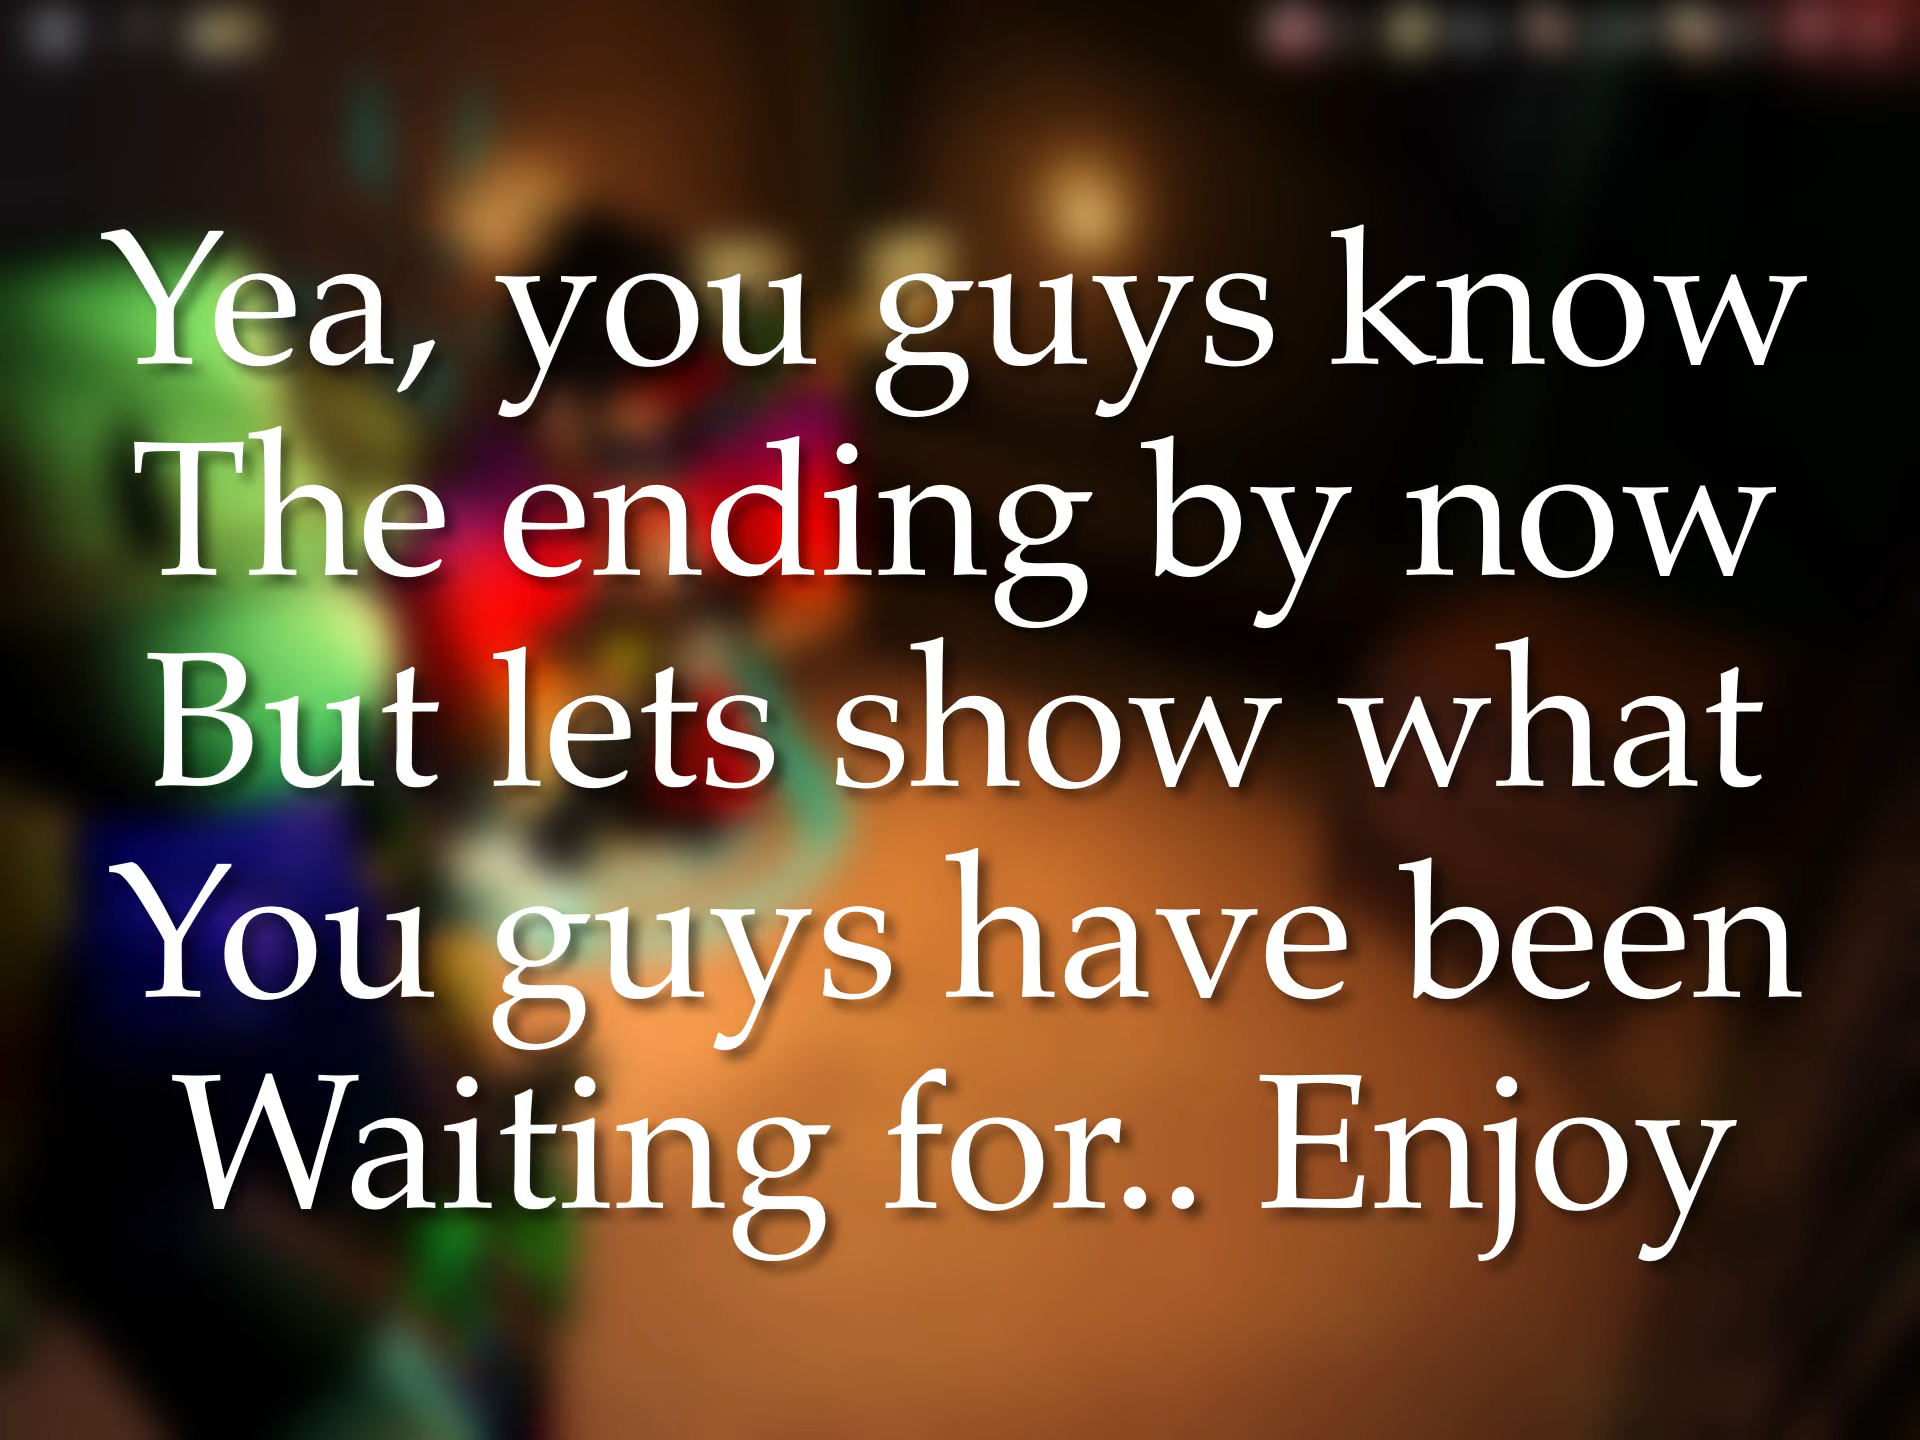 Yea, you guys know
The ending by now
But lets show what
You guys have been
Waiting for.. Enjoy